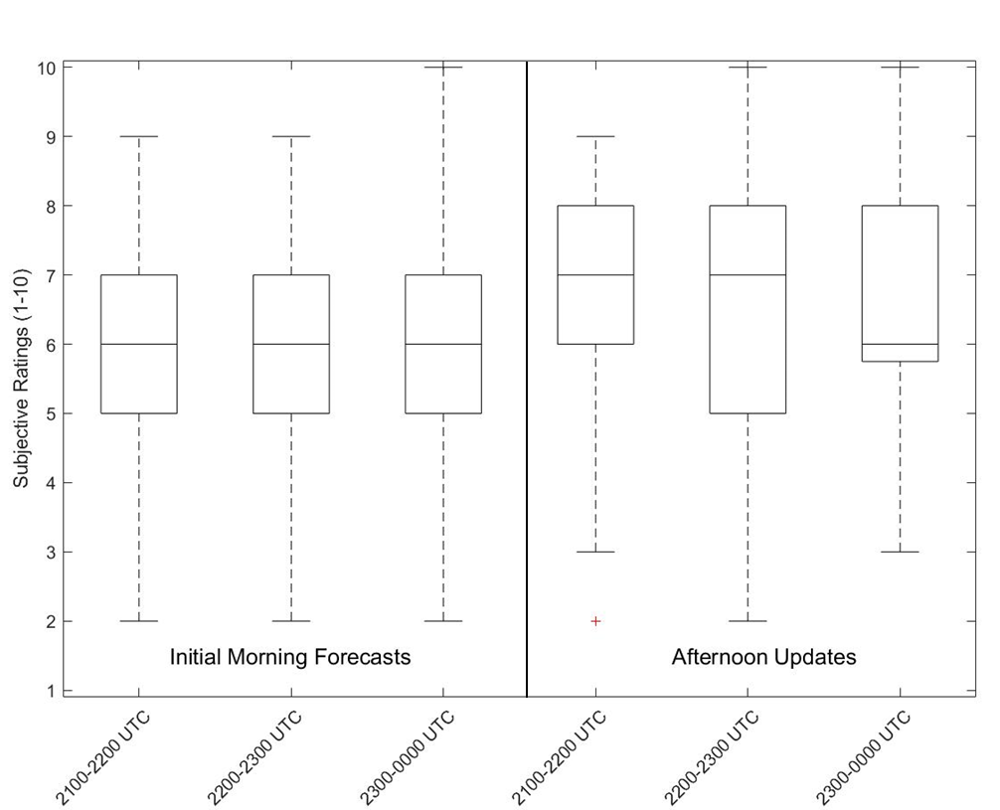 10
9
8
7
6
5
4
3
2
1
Subjective Ratings (1-10)
Initial Morning Forecasts
Afternoon Updates
2100-2200 UTC
2200-2300 UTC
2300-0000 UTC
2100-2200 UTC
2200-2300 UTC
2300-0000 UTC